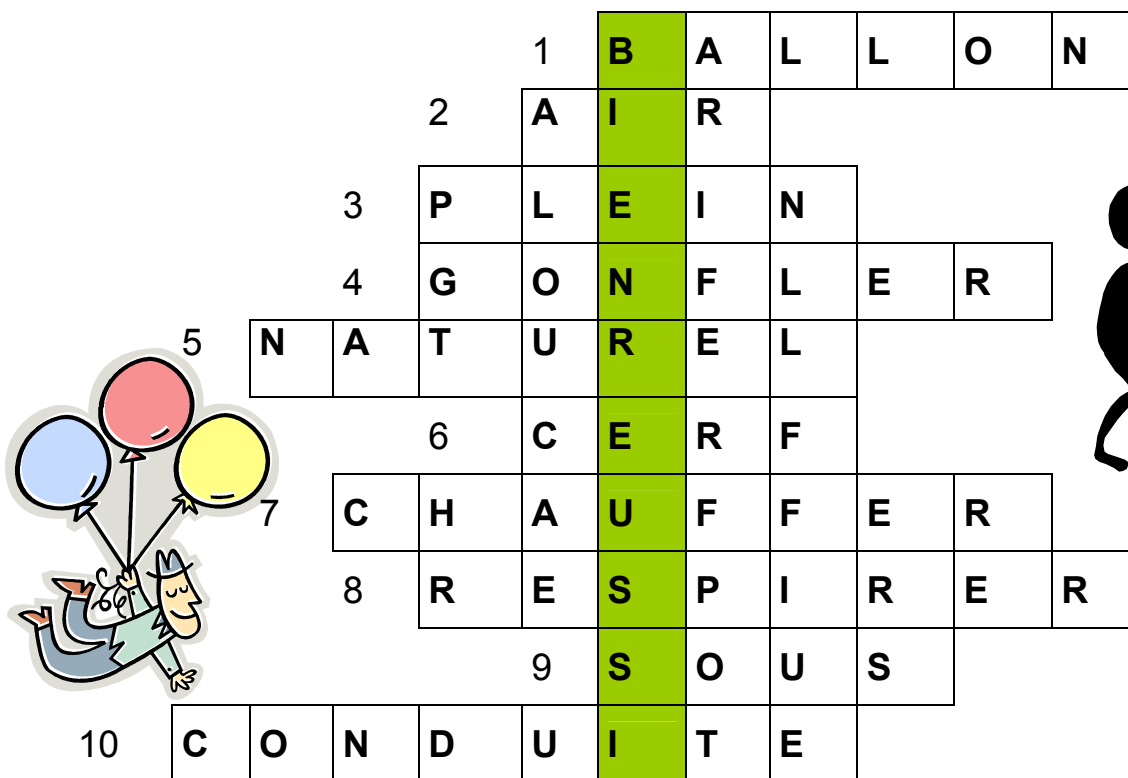 1 B A L L O N
2 A I R
3 P L E I N
4 G O N F L E R
5 N A T U R E L
6 C E R F
7 C H A U F F E R
8 R E S P I R E R
9 S O U S
10 C O N D U I T E